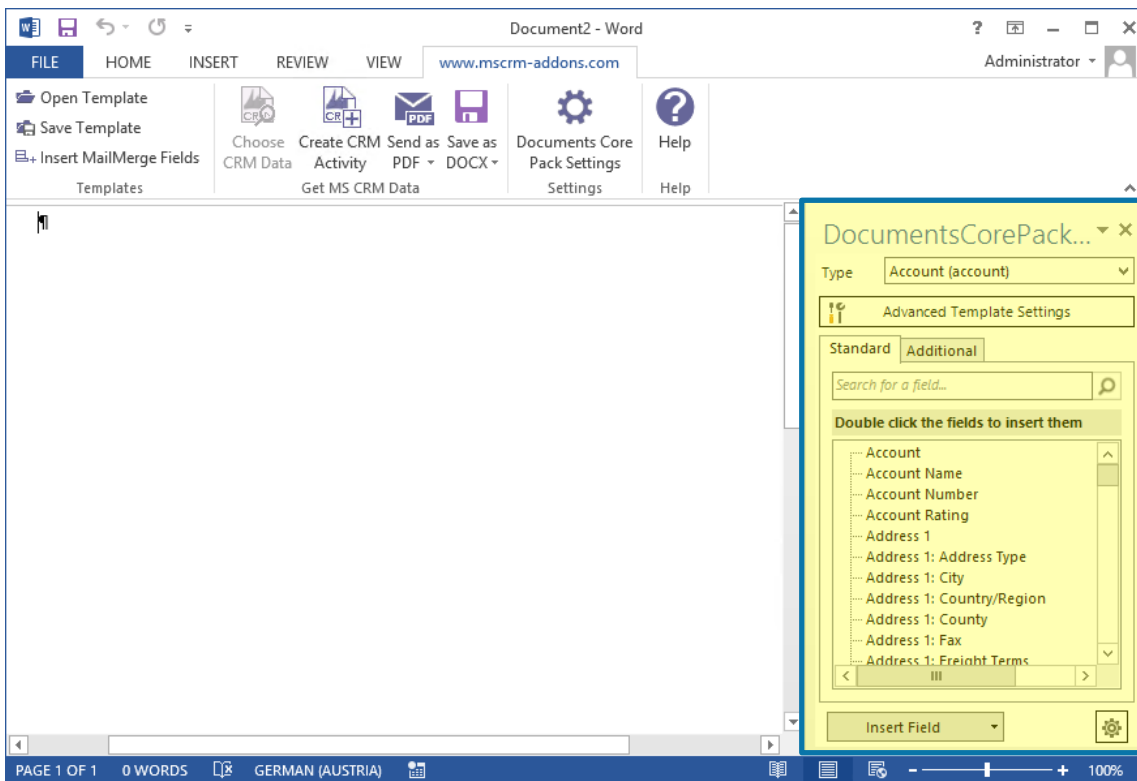 Document2 - Word
FILE HOME INSERT REVIEW VIEW www.mscrm-addons.com Administrator
Open Template
Save Template
Insert MailMerge Fields
Templates
Choose CRM Data
Create CRM Activity
Send as PDF
Save as DOCX
Get MS CRM Data
Documents Core Pack Settings
Settings
Help
Help
¶
DocumentsCorePack...
Type Account (account)
Advanced Template Settings
Standard Additional
Search for a field...
Double click the fields to insert them
Account
Account Name
Account Number
Account Rating
Address 1
Address 1: Address Type
Address 1: City
Address 1: Country/Region
Address 1: County
Address 1: Fax
Address 1: Freight Terms
Insert Field
PAGE 1 OF 1 0 WORDS GERMAN (AUSTRIA) 100%